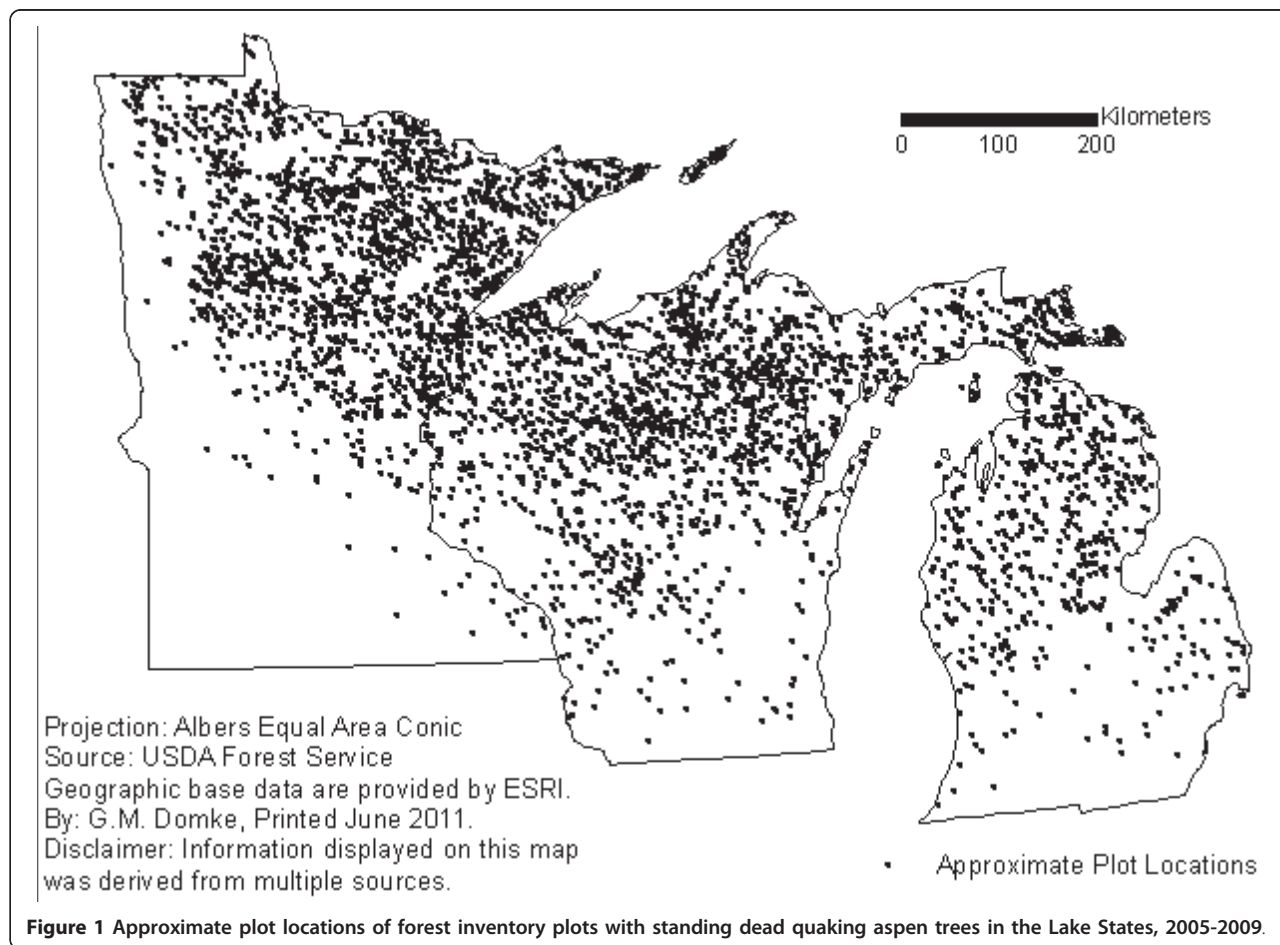 Kilometers
0 100 200
Projection: Albers Equal Area Conic
Source: USDA Forest Service
Geographic base data are provided by ESRI.
By: G.M. Domke, Printed June 2011.
Disclaimer: Information displayed on this map
was derived from multiple sources.
Approximate Plot Locations
Figure 1 Approximate plot locations of forest inventory plots with standing dead quaking aspen trees in the Lake States, 2005-2009.